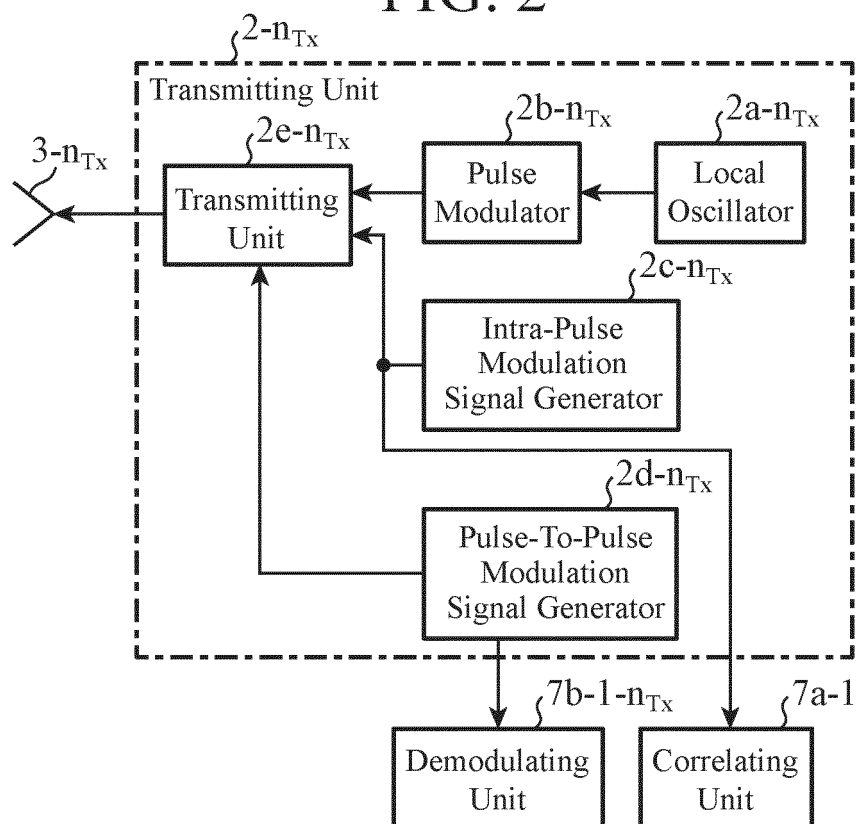 FIG. 2
2-nTx
Transmitting Unit
2e-nTx
2b-nTx
2a-nTx
3-nTx
Transmitting
Unit
Pulse
Modulator
Local
Oscillator
2c-nTx
Intra-Pulse
Modulation
Signal Generator
2d-nTx
Pulse-To-Pulse
Modulation
Signal Generator
7b-1-nTx
7a-1
Demodulating
Unit
Correlating
Unit